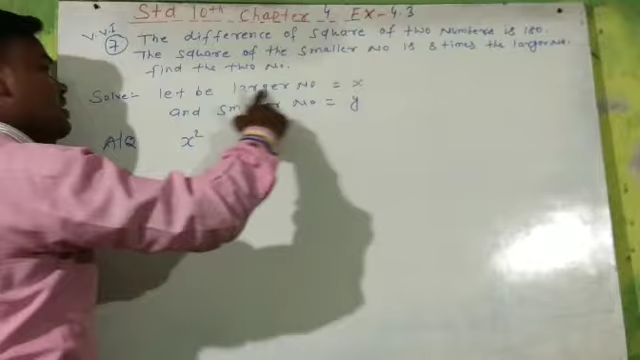 Std 10th Chapter 4 Ex-4.3
V.V.I
7 The difference of square of two numbers is 180.
The square of the smaller no is 8 times the larger no.
find the two no.
Solve:- let be larger no = x
and smaller no = y
A/Q x²